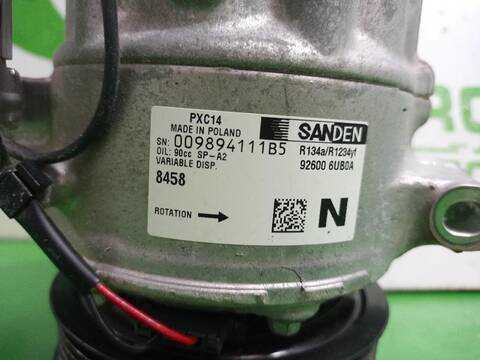 PXC14
MADE IN POLAND
SANDEN
SN: 009894111B5
R134a/R1234yf
OIL: 90cc SP-A2
92600 6UB0A
VARIABLE DISP.
8458
ROTATION
N